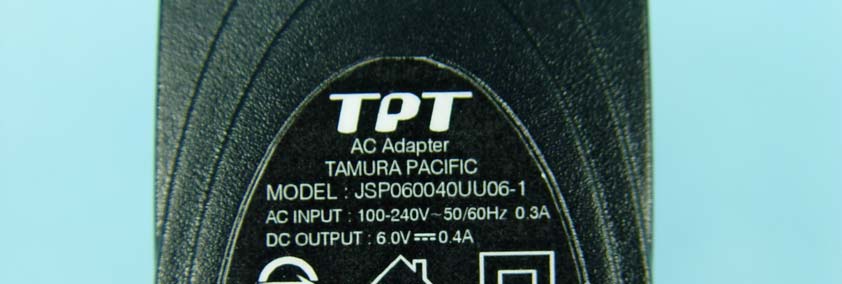 TPT
AC Adapter
TAMURA PACIFIC
MODEL : JSP060040UU06-1
AC INPUT : 100-240V~50/60Hz 0.3A
DC OUTPUT : 6.0V⎓0.4A